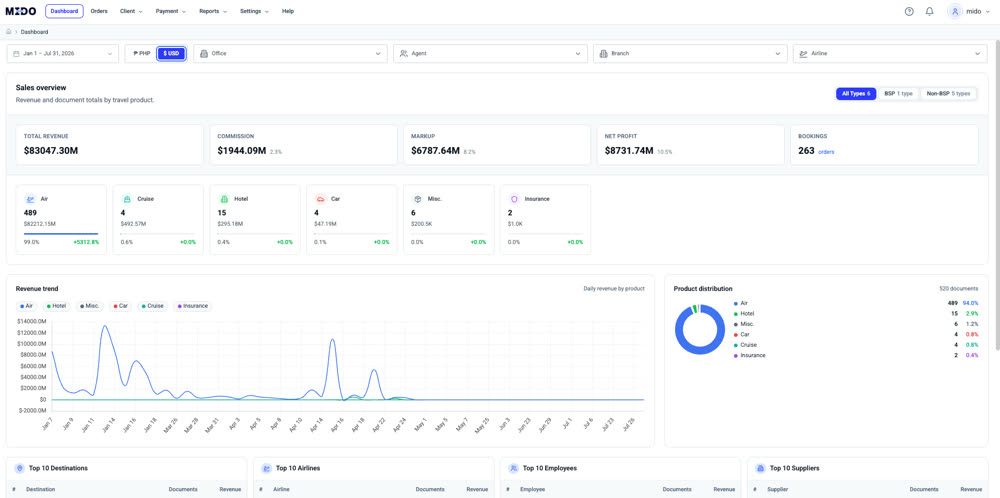 MIDO
Dashboard Orders Client Payment Reports Settings Help mido
Dashboard
Jan 1 – Jul 31, 2026 ₱ PHP $ USD Office Agent Branch Airline
Sales overview
Revenue and document totals by travel product.
All Types 6 BSP 1 type Non-BSP 5 types
TOTAL REVENUE
$83047.30M
COMMISSION
$1944.09M 2.3%
MARKUP
$6787.64M 8.2%
NET PROFIT
$8731.74M 10.5%
BOOKINGS
263 orders
Air
489
$82212.15M
99.0% +5312.8%
Cruise
4
$492.57M
0.6% +0.0%
Hotel
15
$295.18M
0.4% +0.0%
Car
4
$47.19M
0.1% +0.0%
Misc.
6
$200.5K
0.0% +0.0%
Insurance
2
$1.0K
0.0% +0.0%
Revenue trend
Daily revenue by product
Air Hotel Misc. Car Cruise Insurance
$14000.0M
$12000.0M
$10000.0M
$8000.0M
$6000.0M
$4000.0M
$2000.0M
$0
$-2000.0M
Jan 7 Jan 9 Jan 11 Jan 14 Jan 16 Jan 18 Mar 26 Mar 28 Mar 31 Apr 3 Apr 5 Apr 8 Apr 10 Apr 14 Apr 16 Apr 18 Apr 22 Apr 24 May 1 May 7 May 17 May 25 Jun 3 Jun 23 Jun 29 Jul 1 Jul 6 Jul 23 Jul 26
Product distribution
520 documents
Air 489 94.0%
Hotel 15 2.9%
Misc. 6 1.2%
Car 4 0.8%
Cruise 4 0.8%
Insurance 2 0.4%
Top 10 Destinations
# Destination Documents Revenue
Top 10 Airlines
# Airline Documents Revenue
Top 10 Employees
# Employee Documents Revenue
Top 10 Suppliers
# Supplier Documents Revenue